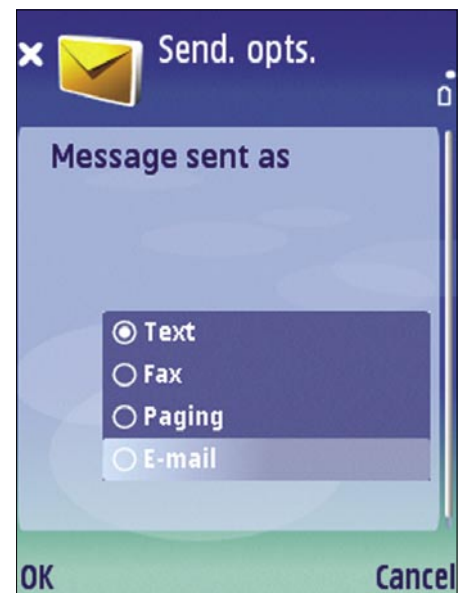 Send. opts.
Message sent as
Text
Fax
Paging
E-mail
OK
Cancel